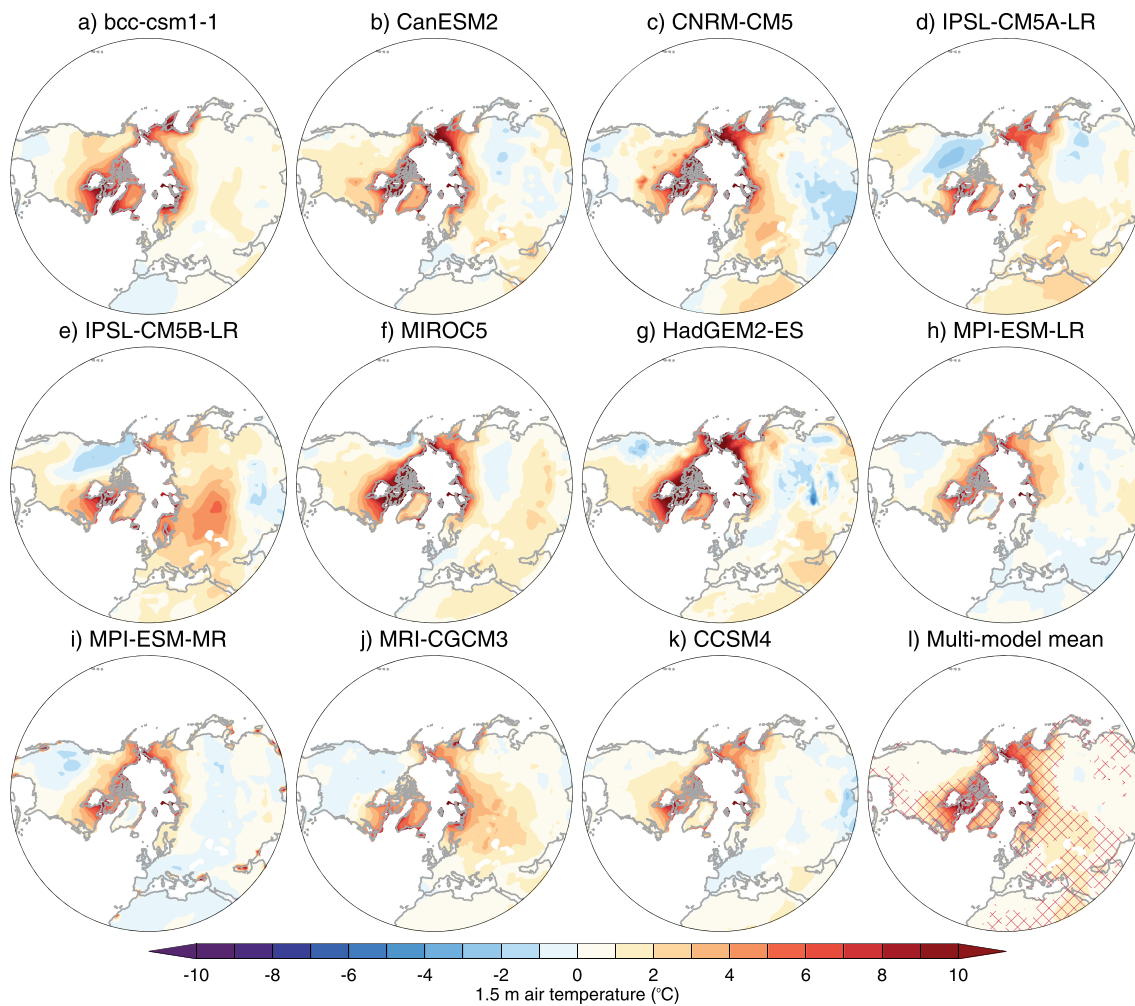 a) bcc-csm1-1
b) CanESM2
c) CNRM-CM5
d) IPSL-CM5A-LR
e) IPSL-CM5B-LR
f) MIROC5
g) HadGEM2-ES
h) MPI-ESM-LR
i) MPI-ESM-MR
j) MRI-CGCM3
k) CCSM4
l) Multi-model mean
-10 -8 -6 -4 -2 0 2 4 6 8 10
1.5 m air temperature (°C)